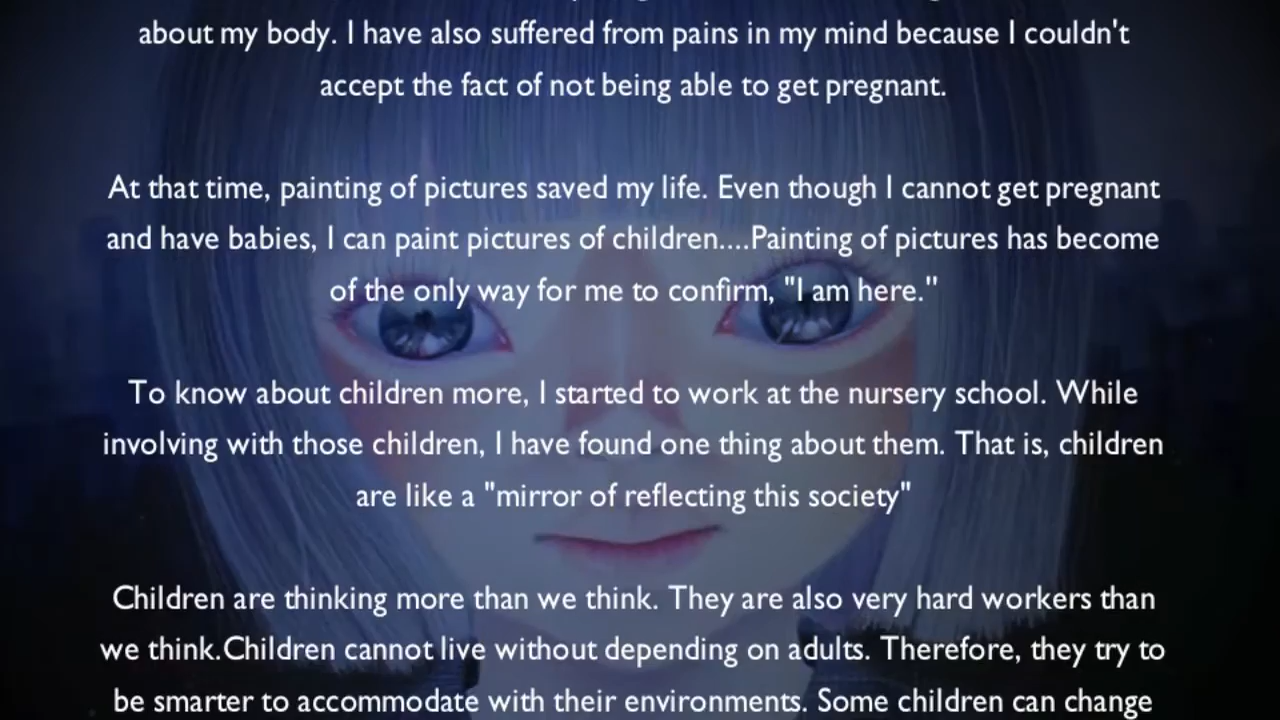 about my body. I have also suffered from pains in my mind because I couldn't
accept the fact of not being able to get pregnant.
At that time, painting of pictures saved my life. Even though I cannot get pregnant
and have babies, I can paint pictures of children....Painting of pictures has become
of the only way for me to confirm, "I am here."
To know about children more, I started to work at the nursery school. While
involving with those children, I have found one thing about them. That is, children
are like a "mirror of reflecting this society"
Children are thinking more than we think. They are also very hard workers than
we think.Children cannot live without depending on adults. Therefore, they try to
be smarter to accommodate with their environments. Some children can change